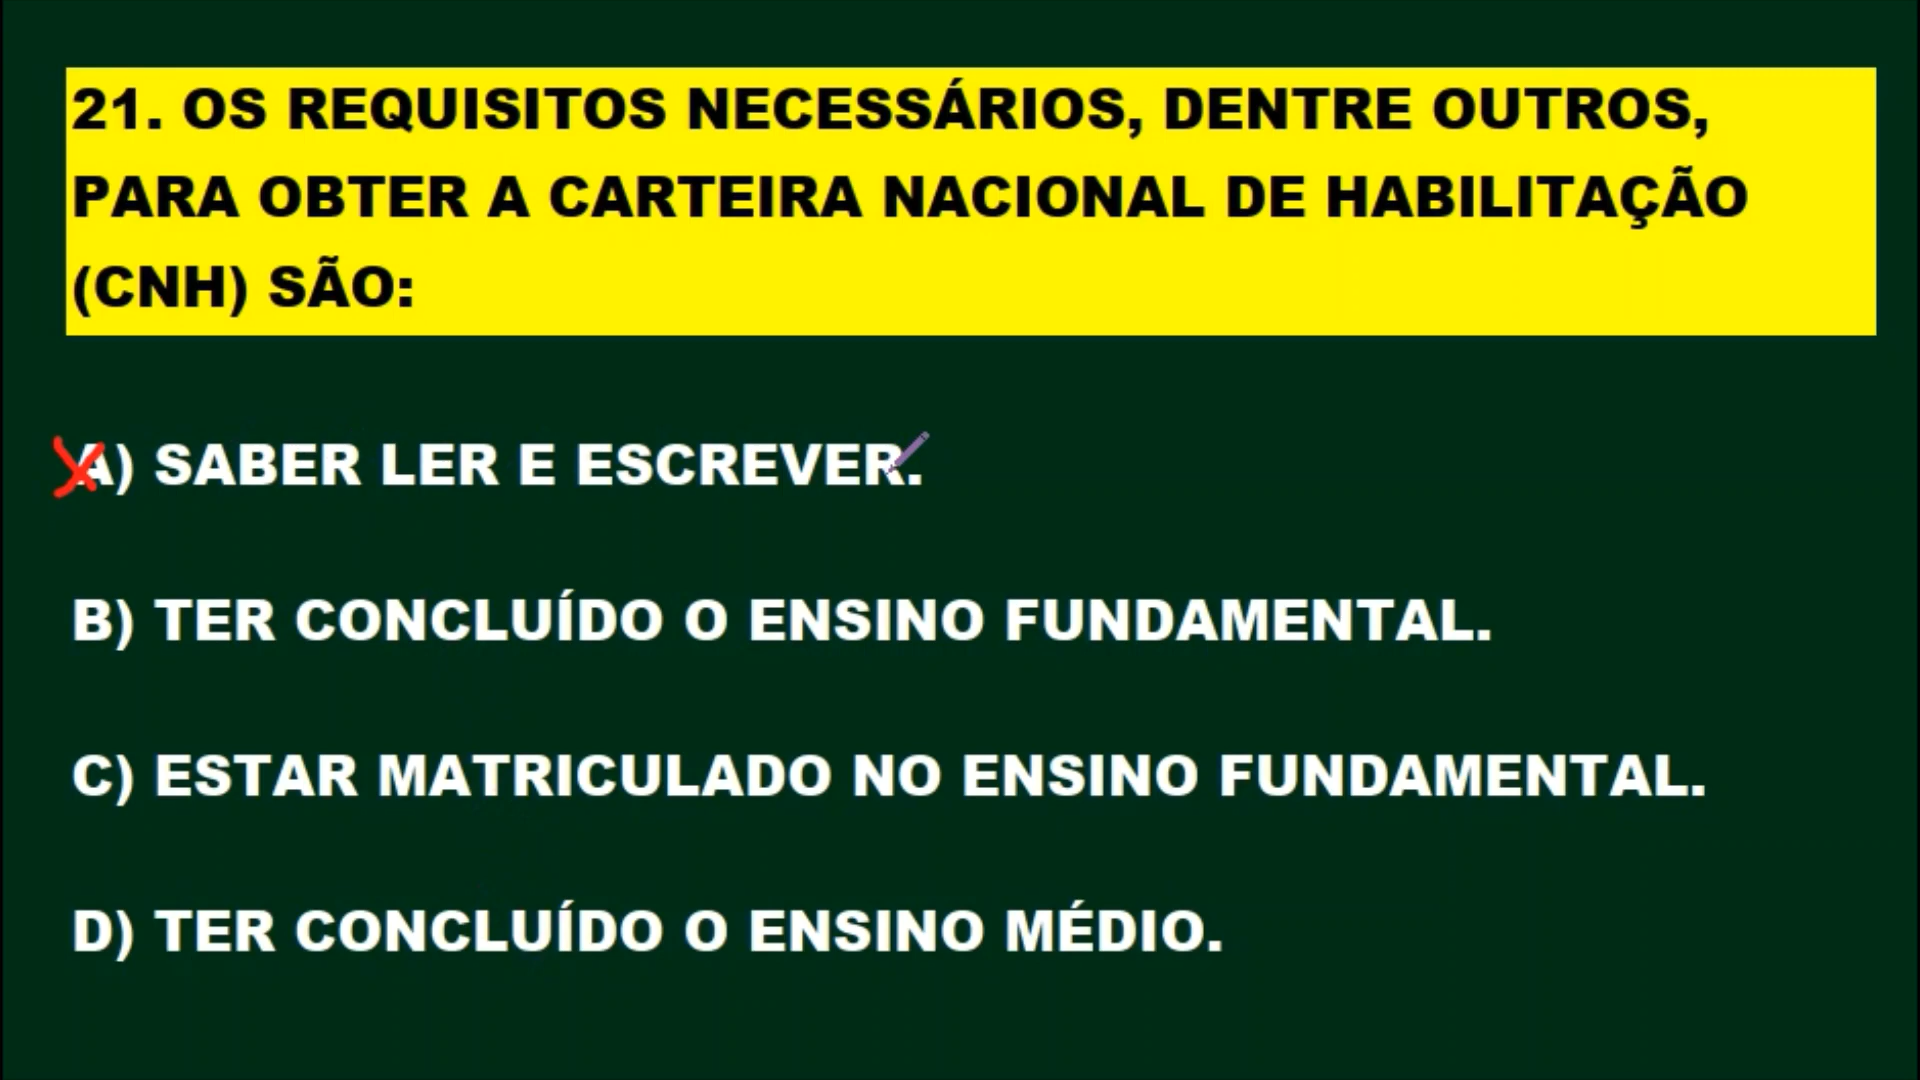 21. OS REQUISITOS NECESSÁRIOS, DENTRE OUTROS,
PARA OBTER A CARTEIRA NACIONAL DE HABILITAÇÃO
(CNH) SÃO:
A) SABER LER E ESCREVER.
B) TER CONCLUÍDO O ENSINO FUNDAMENTAL.
C) ESTAR MATRICULADO NO ENSINO FUNDAMENTAL.
D) TER CONCLUÍDO O ENSINO MÉDIO.